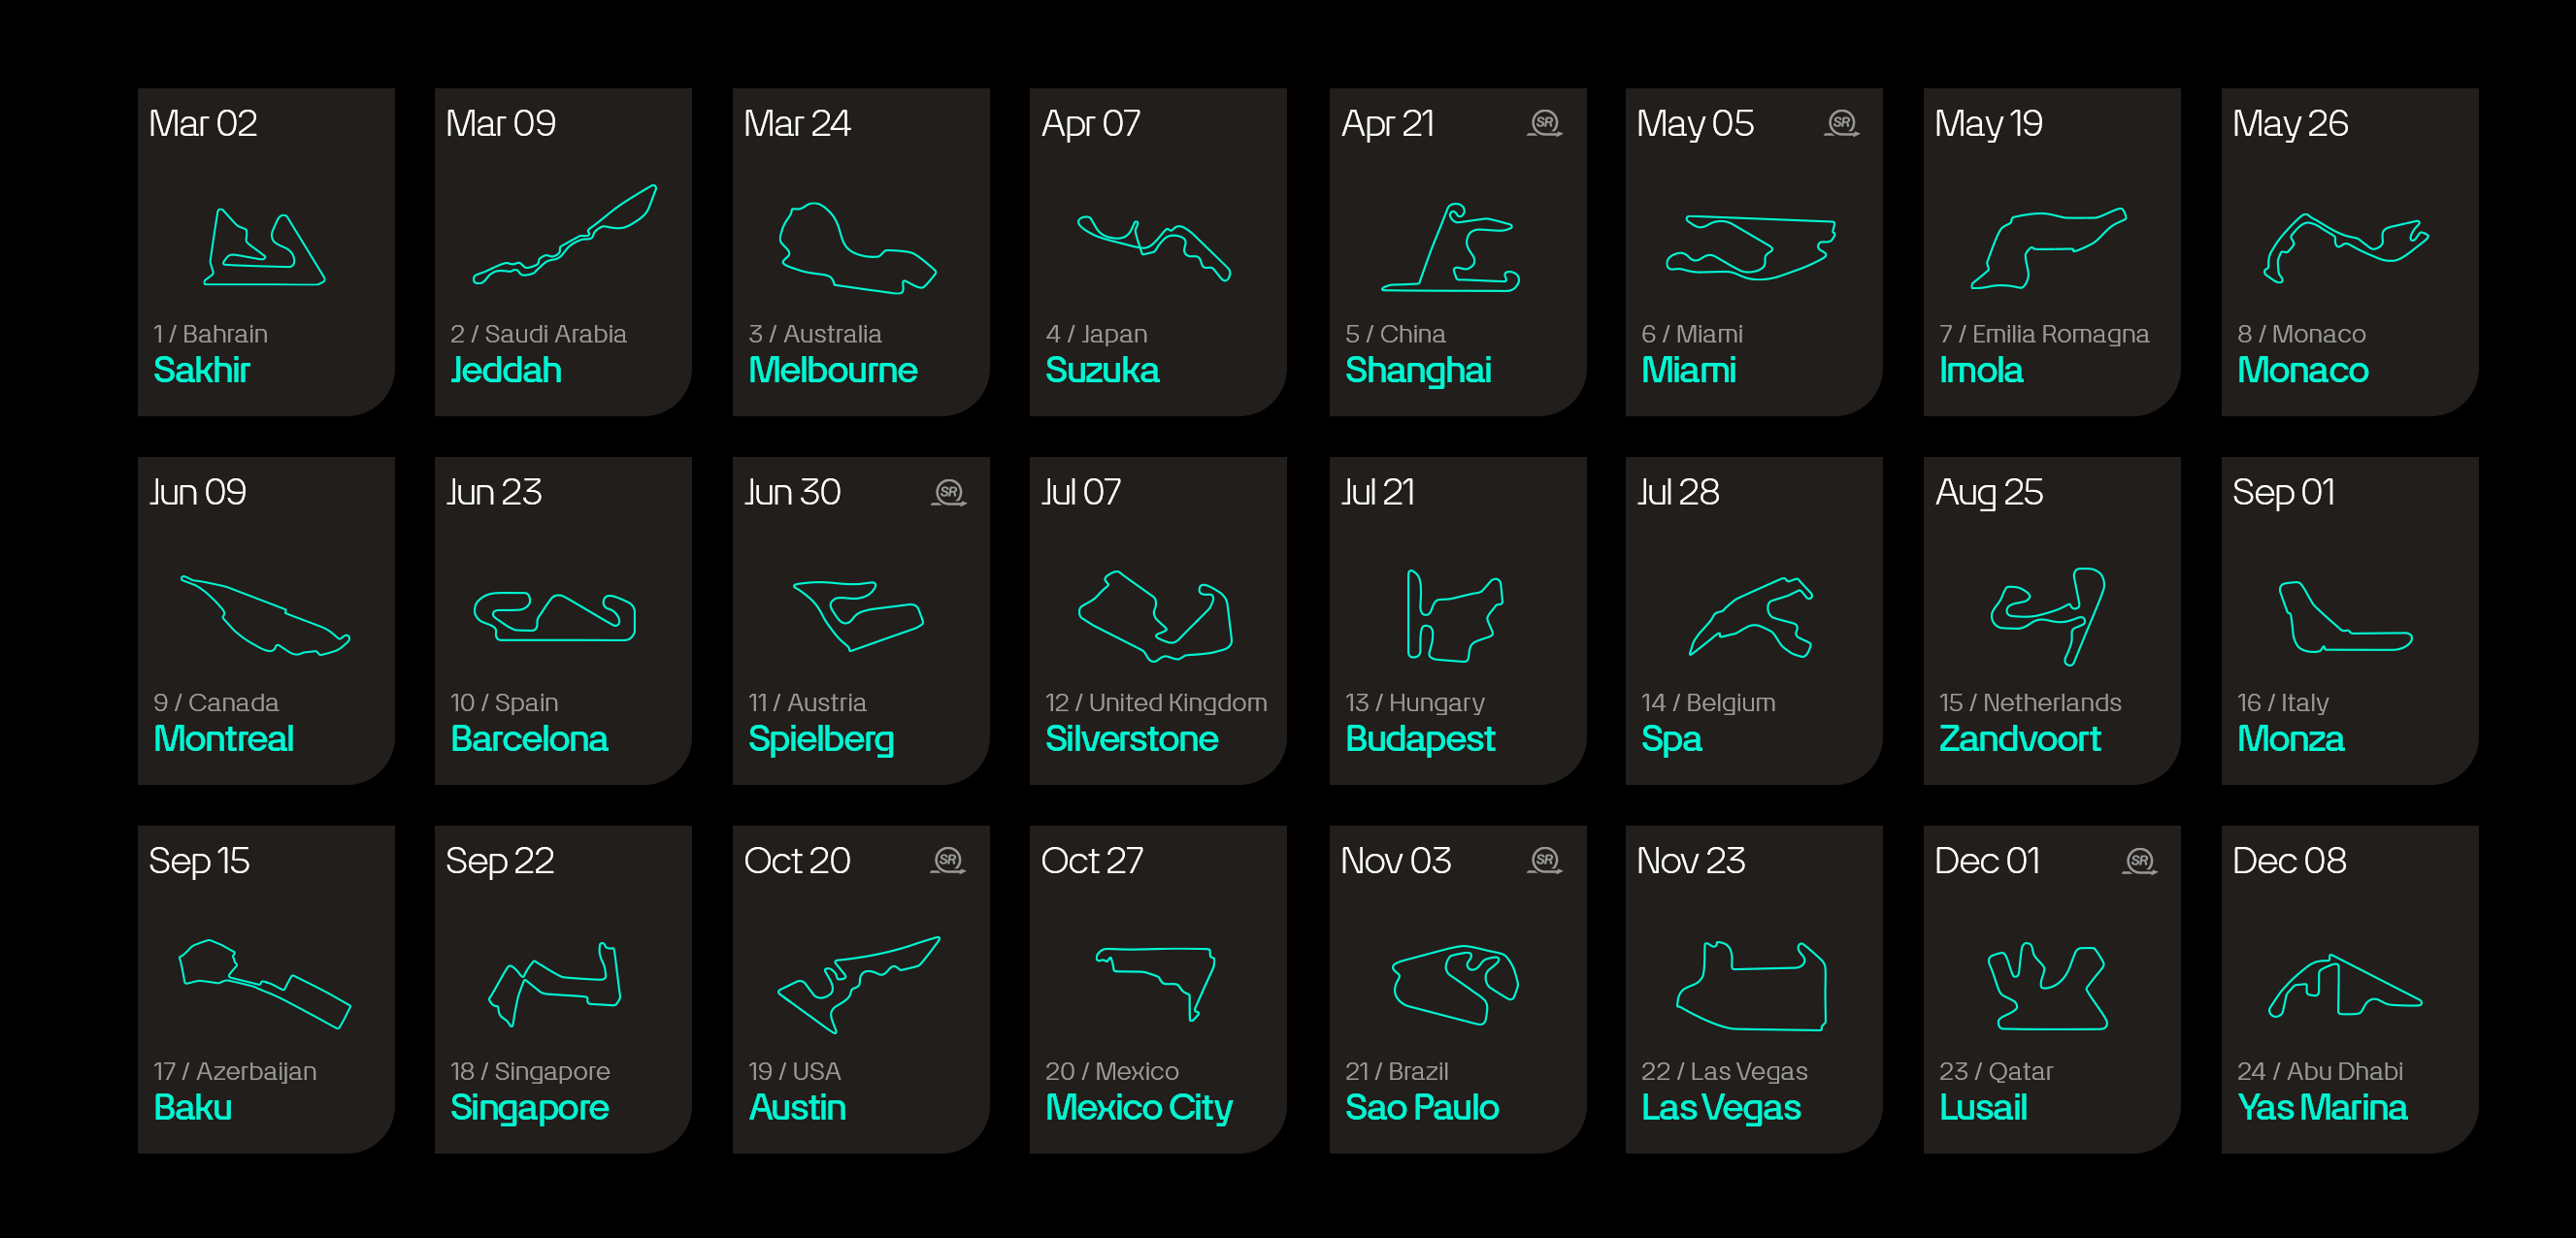 Mar 02
1 / Bahrain
Sakhir
Mar 09
2 / Saudi Arabia
Jeddah
Mar 24
3 / Australia
Melbourne
Apr 07
4 / Japan
Suzuka
Apr 21
SR
5 / China
Shanghai
May 05
SR
6 / Miami
Miami
May 19
7 / Emilia Romagna
Imola
May 26
8 / Monaco
Monaco
Jun 09
9 / Canada
Montreal
Jun 23
10 / Spain
Barcelona
Jun 30
SR
11 / Austria
Spielberg
Jul 07
12 / United Kingdom
Silverstone
Jul 21
13 / Hungary
Budapest
Jul 28
14 / Belgium
Spa
Aug 25
15 / Netherlands
Zandvoort
Sep 01
16 / Italy
Monza
Sep 15
17 / Azerbaijan
Baku
Sep 22
18 / Singapore
Singapore
Oct 20
SR
19 / USA
Austin
Oct 27
20 / Mexico
Mexico City
Nov 03
SR
21 / Brazil
Sao Paulo
Nov 23
22 / Las Vegas
Las Vegas
Dec 01
SR
23 / Qatar
Lusail
Dec 08
24 / Abu Dhabi
Yas Marina